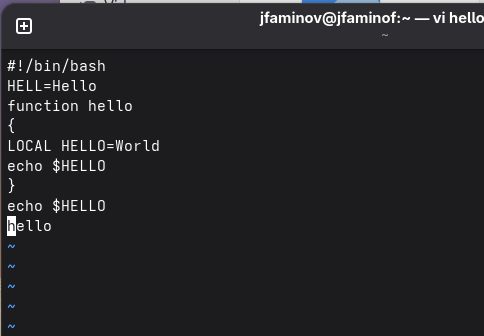 jfaminov@jfaminof:~ — vi hello
~
#!/bin/bash
HELL=Hello
function hello
{
LOCAL HELLO=World
echo $HELLO
}
echo $HELLO
hello
~
~
~
~
~